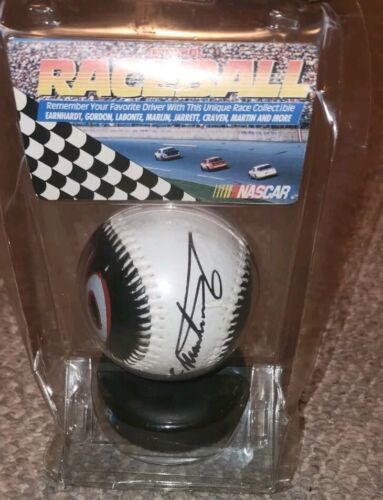 RACEBALL
Remember Your Favorite Driver With This Unique Race Collectible
EARNHARDT, GORDON, LABONTE, MARLIN, JARRETT, CRAVEN, MARTIN AND MORE
NASCAR